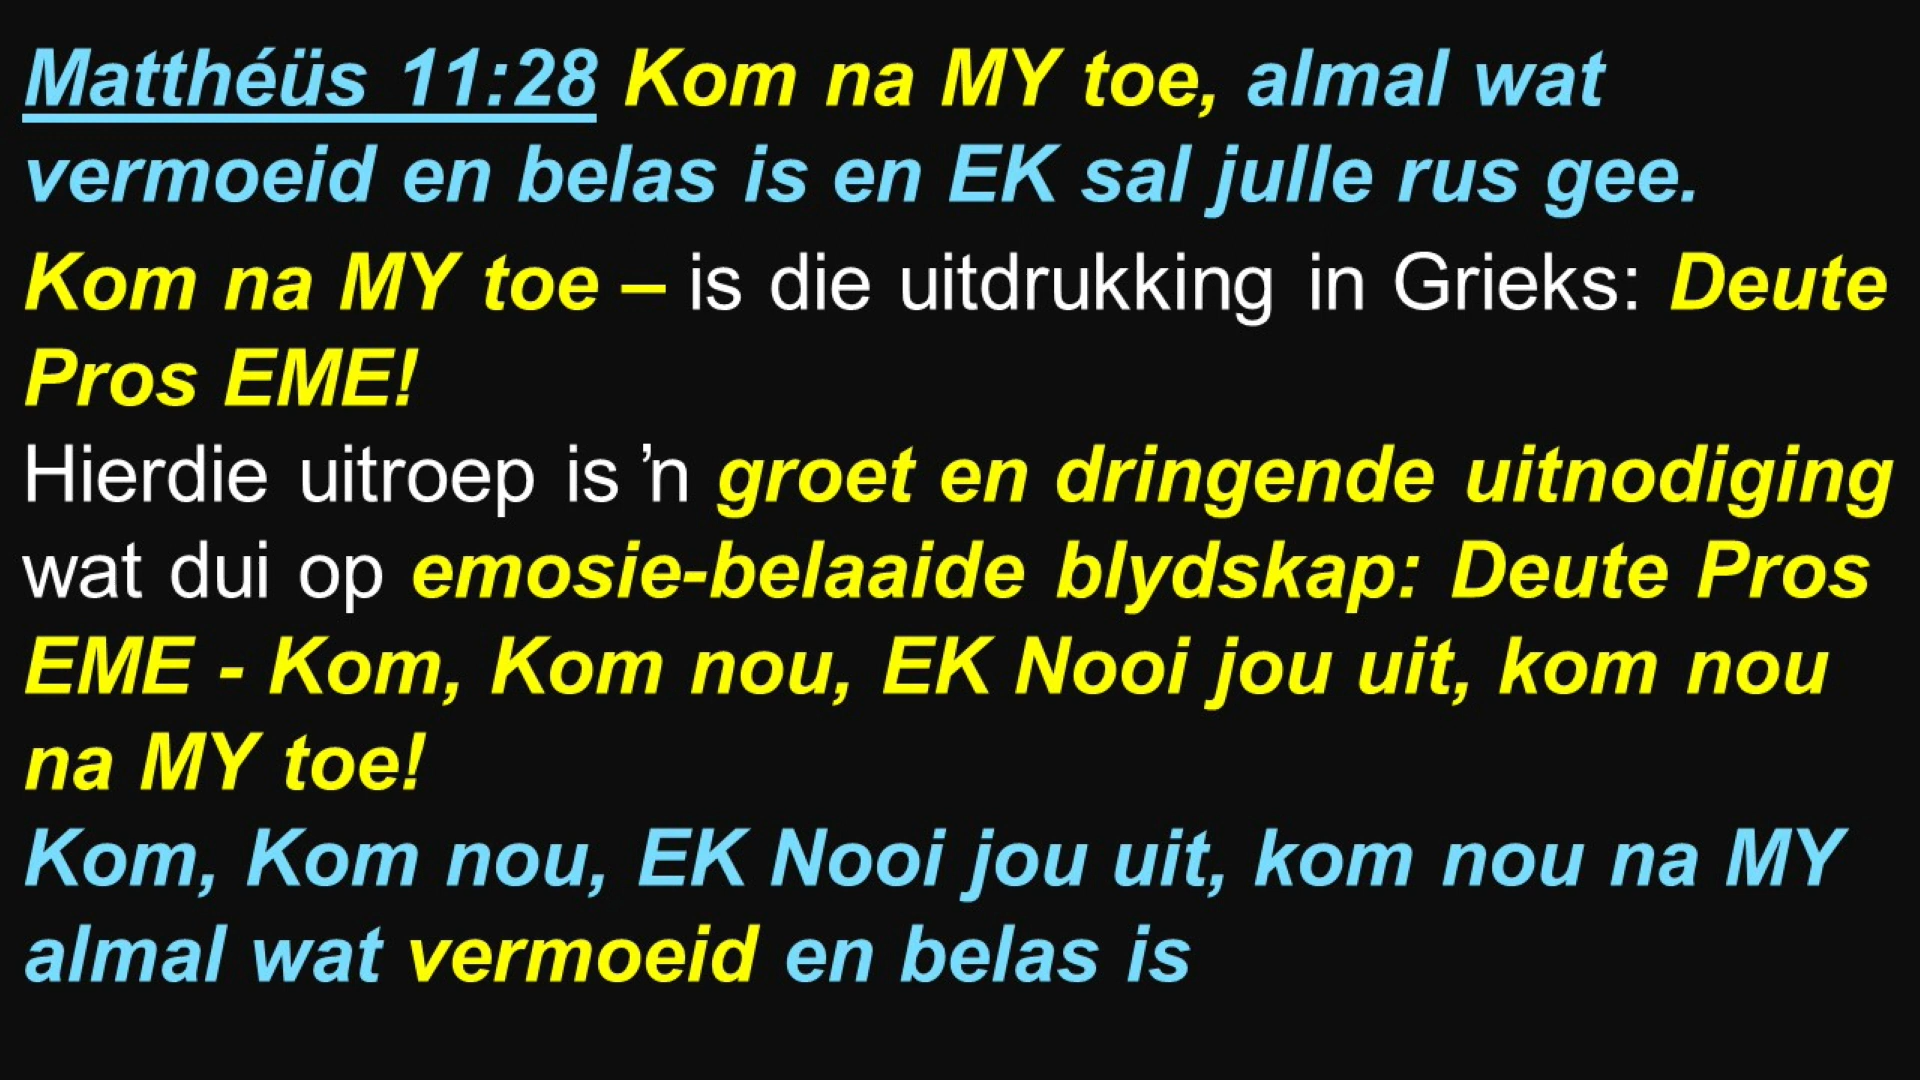 Matthéüs 11:28 Kom na MY toe, almal wat
vermoeid en belas is en EK sal julle rus gee.
Kom na MY toe – is die uitdrukking in Grieks: Deute
Pros EME!
Hierdie uitroep is ’n groet en dringende uitnodiging
wat dui op emosie-belaaide blydskap: Deute Pros
EME - Kom, Kom nou, EK Nooi jou uit, kom nou
na MY toe!
Kom, Kom nou, EK Nooi jou uit, kom nou na MY
almal wat vermoeid en belas is